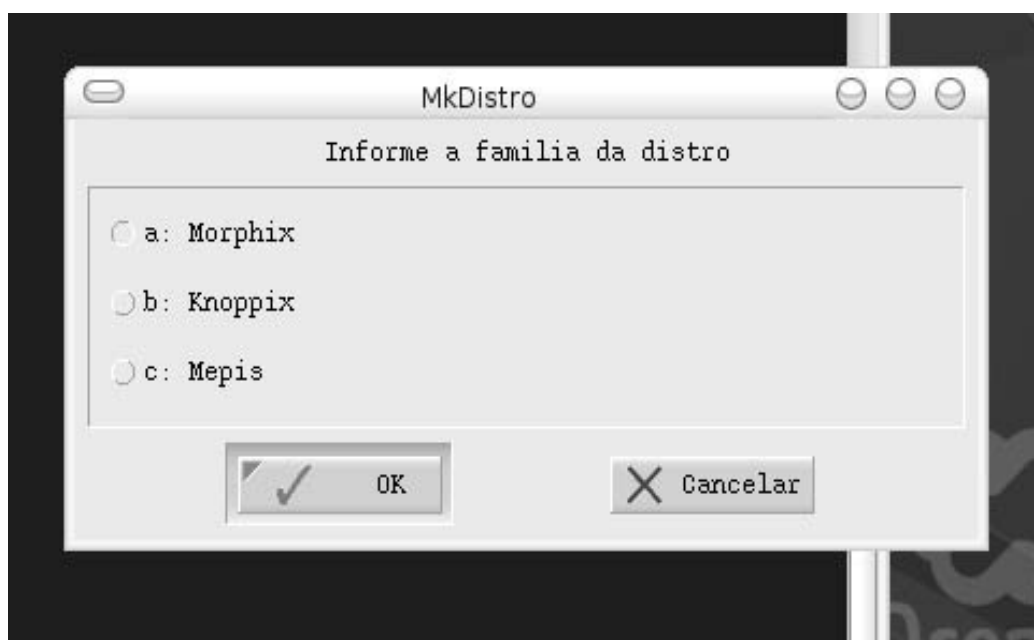 MkDistro
Informe a familia da distro
a: Morphix
b: Knoppix
c: Mepis
OK
Cancelar